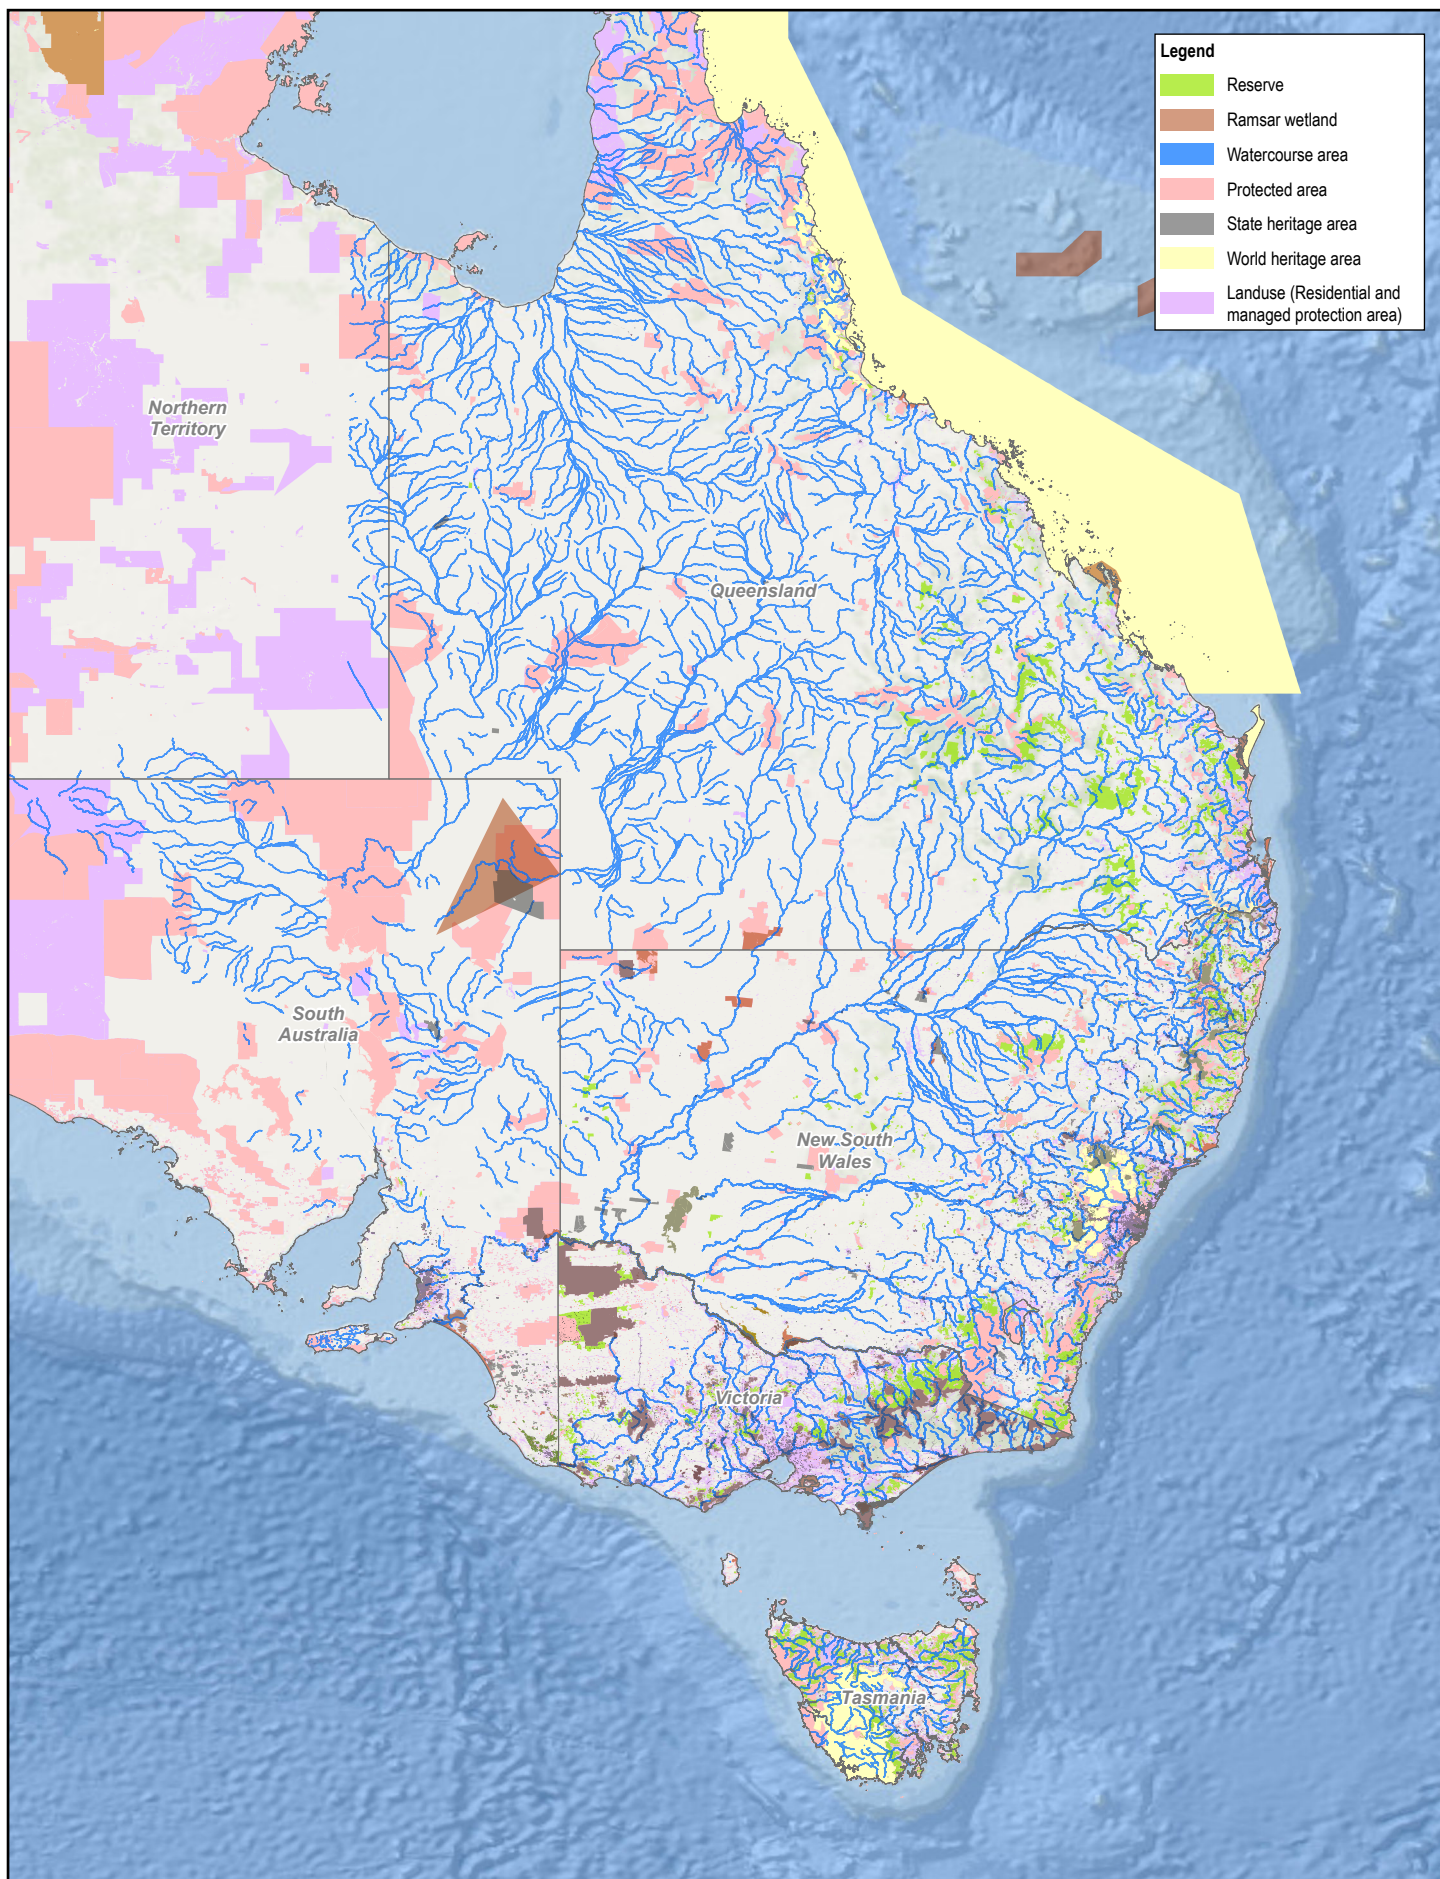 Legend
Reserve
Ramsar wetland
Watercourse area
Protected area
State heritage area
World heritage area
Landuse (Residential and
managed protection area)
Northern
Territory
Queensland
South
Australia
New South
Wales
Victoria
Tasmania